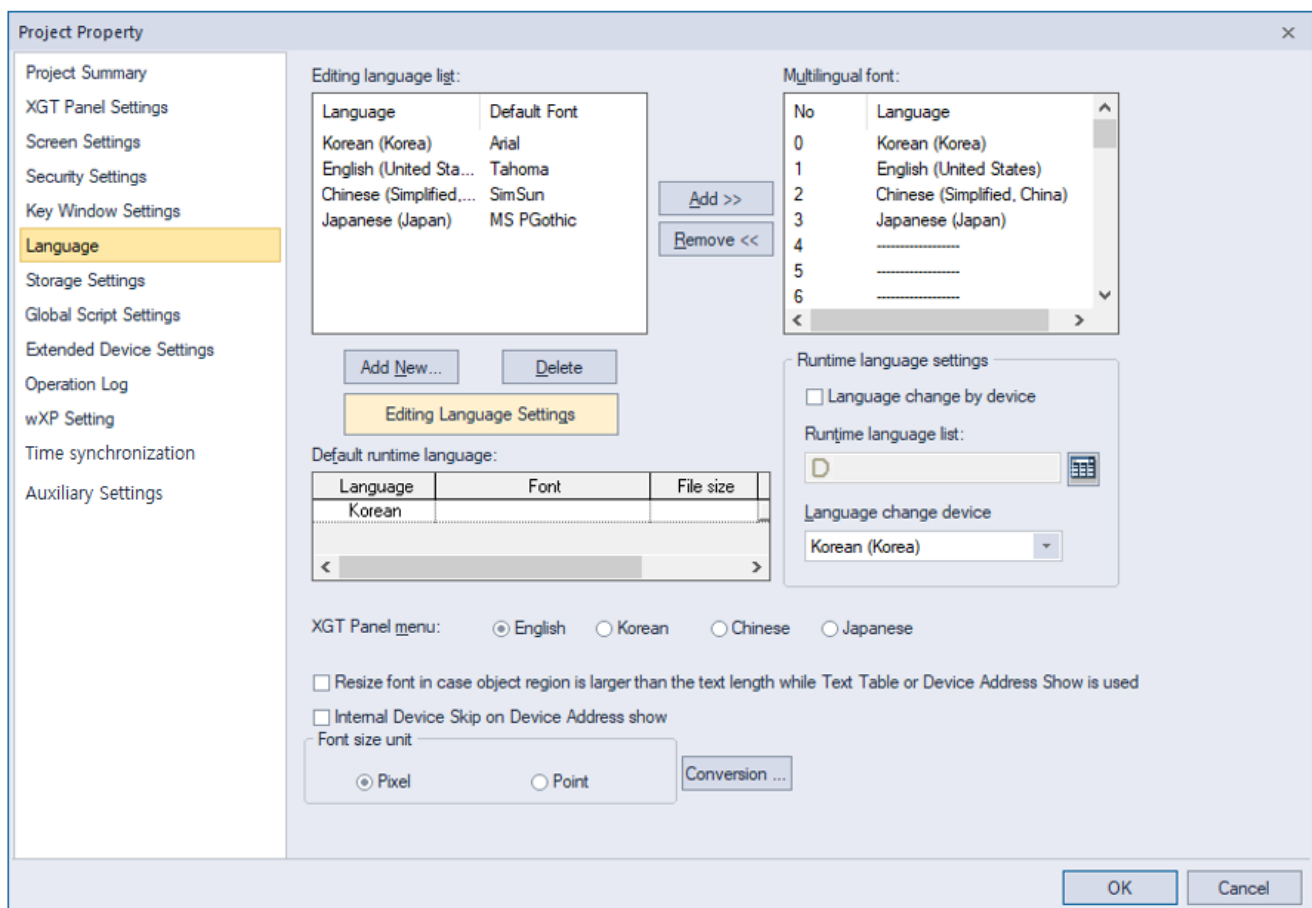 Project Property
Project Summary
XGT Panel Settings
Screen Settings
Security Settings
Key Window Settings
Language
Storage Settings
Global Script Settings
Extended Device Settings
Operation Log
wXP Setting
Time synchronization
Auxiliary Settings
Editing language list:
Language Default Font
Korean (Korea) Arial
English (United Sta... Tahoma
Chinese (Simplified,... SimSun
Japanese (Japan) MS PGothic
Add >>
Remove <<
Multilingual font:
No Language
0 Korean (Korea)
1 English (United States)
2 Chinese (Simplified, China)
3 Japanese (Japan)
4 ------------------
5 ------------------
6 ------------------
Add New... Delete
Editing Language Settings
Default runtime language:
Language Font File size
Korean ...
Runtime language settings
Language change by device
Runtime language list:
D
Language change device
Korean (Korea)
XGT Panel menu: English Korean Chinese Japanese
Resize font in case object region is larger than the text length while Text Table or Device Address Show is used
Internal Device Skip on Device Address show
Font size unit
Pixel Point
Conversion ...
OK Cancel